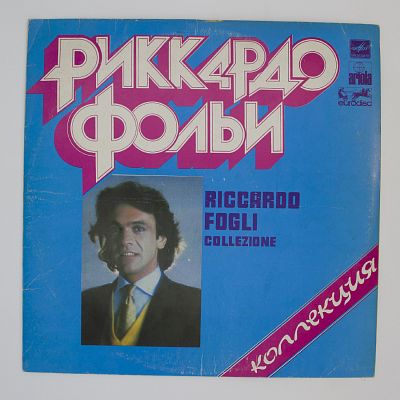 РИККАРДО
ФОЛЬИ
ariola
eurodisc
RICCARDO
FOGLI
COLLEZIONE
КОЛЛЕКЦИЯ